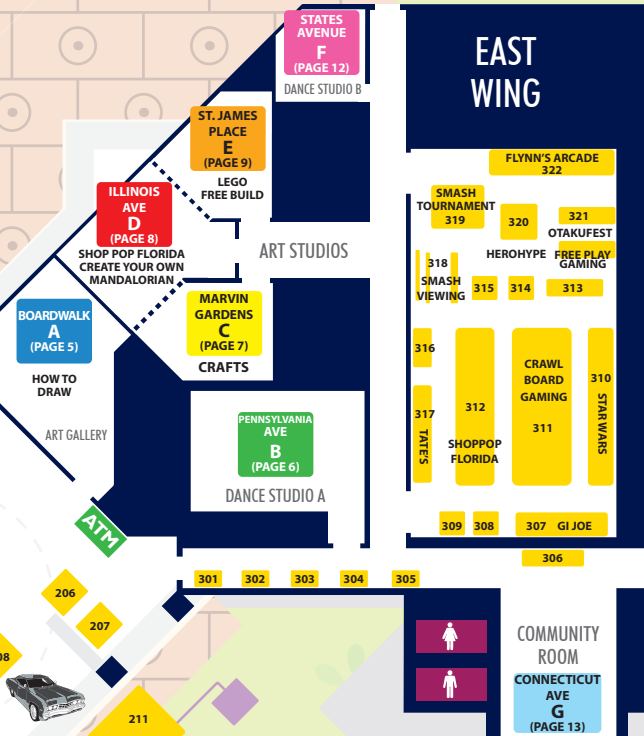 STATES
AVENUE
F
(PAGE 12)
DANCE STUDIO B
EAST
WING
ST. JAMES
PLACE
E
(PAGE 9)
LEGO
FREE BUILD
ILLINOIS
AVE
D
(PAGE 8)
SHOP POP FLORIDA
CREATE YOUR OWN
MANDALORIAN
ART STUDIOS
MARVIN
GARDENS
C
(PAGE 7)
CRAFTS
BOARDWALK
A
(PAGE 5)
HOW TO
DRAW
ART GALLERY
PENNSYLVANIA
AVE
B
(PAGE 6)
DANCE STUDIO A
ATM
FLYNN'S ARCADE
322
SMASH
TOURNAMENT
319
320
321
OTAKUFEST
HEROHYPE
FREE PLAY
GAMING
318
SMASH
VIEWING
315
314
313
316
317
TATE'S
312
SHOPPOP
FLORIDA
CRAWL
BOARD
GAMING
311
310
STAR WARS
309
308
307 GI JOE
306
301
302
303
304
305
206
207
08
211
COMMUNITY
ROOM
CONNECTICUT
AVE
G
(PAGE 13)